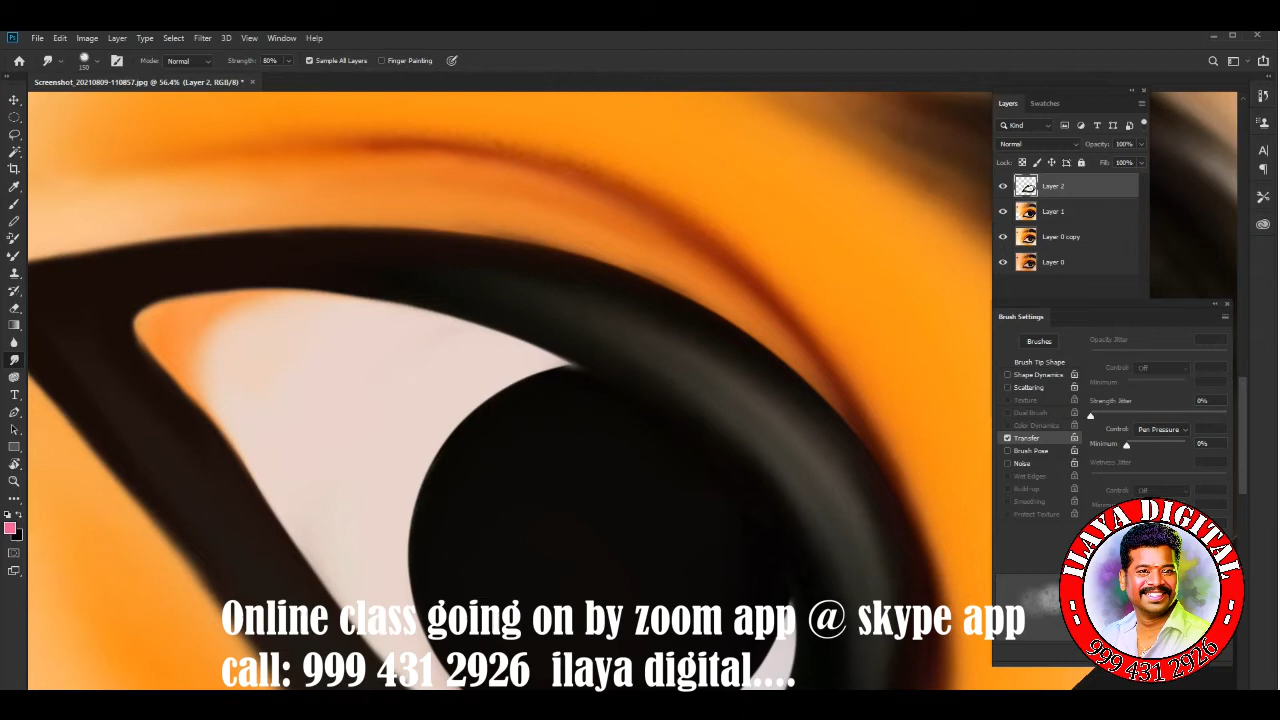 Ps File Edit Image Layer Type Select Filter 3D View Window Help
150 Mode: Normal Strength: 80% Sample All Layers Finger Painting
Screenshot_20210809-110857.jpg @ 56.4% (Layer 2, RGB/8) *
Layers Swatches
Kind
Normal Opacity: 100%
Lock: Fill: 100%
Layer 2
Layer 1
Layer 0 copy
Layer 0
Brush Settings
Brushes
Brush Tip Shape
Shape Dynamics
Scattering
Texture
Dual Brush
Color Dynamics
Transfer
Brush Pose
Noise
Wet Edges
Build-up
Smoothing
Protect Texture
Opacity Jitter
Control: Off
Minimum
Strength Jitter 0%
Control: Pen Pressure
Minimum 0%
Wetness Jitter
Control: Off
Online class going on by zoom app @ skype app
call: 999 431 2926 ilaya digital....
ILAYA DIGITAL
999 431 2926